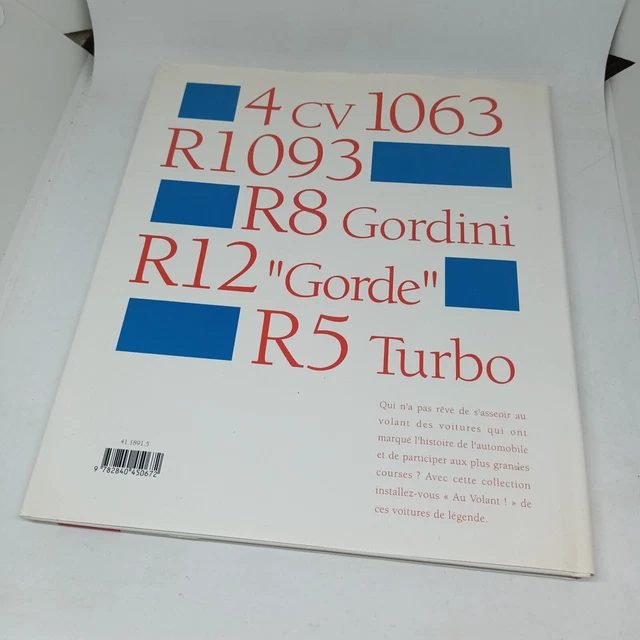 4 CV 1063
R1093
R8 Gordini
R12 "Gorde"
R5 Turbo
Qui n'a pas rêvé de s'asseoir au
volant des voitures qui ont
marqué l'histoire de l'automobile
et de participer aux plus grandes
courses ? Avec cette collection
installez-vous « Au Volant ! » de
ces voitures de légende.
41.1801.5
9 782840 450672